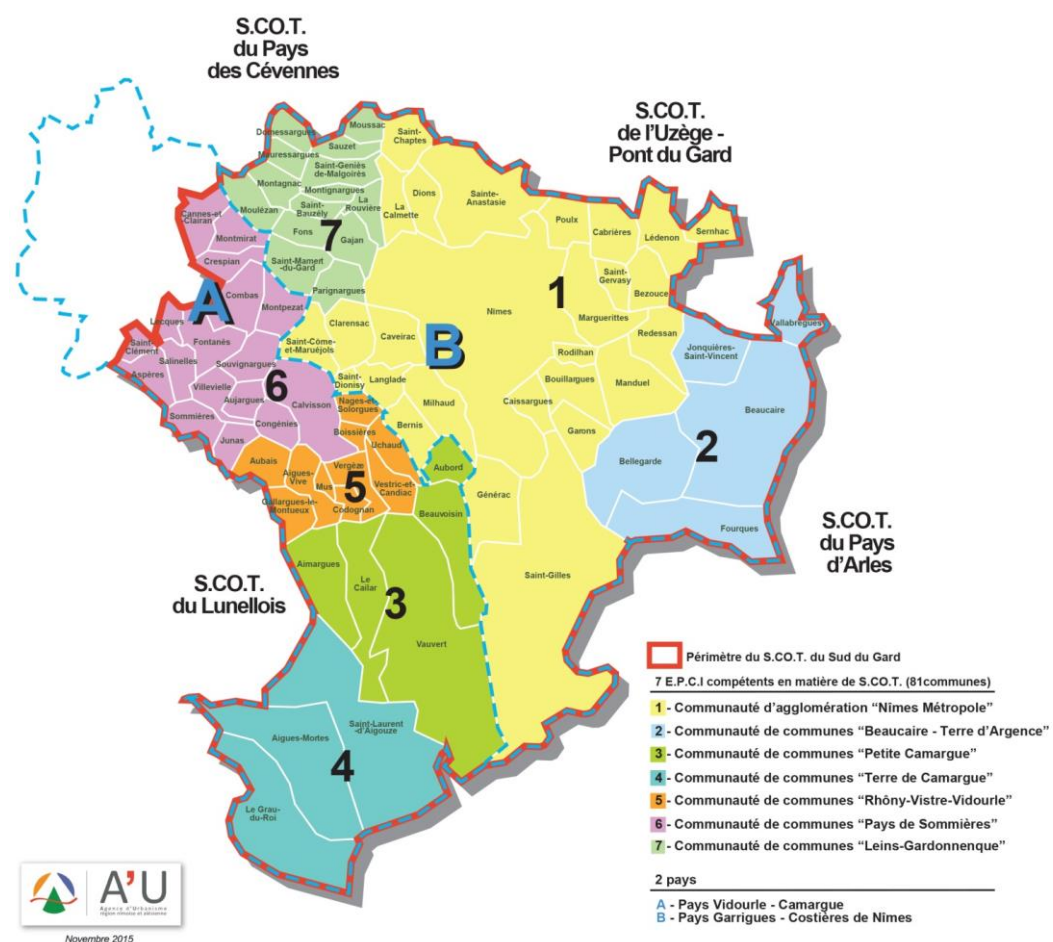 S.CO.T.
du Pays
des Cévennes
S.CO.T.
de l'Uzège -
Pont du Gard
Domessargues
Moussac
Saint-
Chaptes
Mauressargues
Sauzet
Saint-Geniès
de-Malgoirès
Montagnac
Montignargues
Dions
Sainte-
Anastasie
La
Rouvière
La
Calmette
Moulézan
Saint-
Bauzély
Cannes-et
Clairan
Fons
7
Gajan
Montmirat
Poulx
Cabrières
Lédenon
Sernhac
Crespian
Saint-Mamert
-du-Gard
Saint-
Gervasy
Bezouce
1
Combas
A
Montpezat
Parignargues
Nîmes
Marguerittes
Vallabrègues
Lecques
Clarensac
Caveirac
B
Redessan
Fontanès
Saint-Côme-
et-Maruéjols
Jonquières-
Saint-Vincent
Saint-
Clément
Salinelles
Rodilhan
Aspères
Souvignargues
Saint-
Dionisy
Langlade
Bouillargues
Manduel
Villevielle
6
Milhaud
Caissargues
Beaucaire
Aujargues
Calvisson
Nages-et
Solorgues
Sommières
Congénies
Bernis
Garons
2
Junas
Boissières
Uchaud
Aubais
Aubord
Bellegarde
Aigues-
Vive
Vergèze
Mus
5
Vestric-et-
Candiac
Générac
Gallargues-le-
Montueux
Codognan
Beauvoisin
Fourques
S.CO.T.
du Pays
d'Arles
Aimargues
Saint-Gilles
S.CO.T.
du Lunellois
Le
Cailar
3
Vauvert
Saint-Laurent
-d'Aigouze
Aigues-Mortes
4
Le Grau-
du-Roi
Périmètre du S.CO.T. du Sud du Gard
7 E.P.C.I compétents en matière de S.CO.T. (81communes)
1 - Communauté d'agglomération "Nîmes Métropole"
2 - Communauté de communes "Beaucaire - Terre d'Argence"
3 - Communauté de communes "Petite Camargue"
4 - Communauté de communes "Terre de Camargue"
5 - Communauté de communes "Rhôny-Vistre-Vidourle"
6 - Communauté de communes "Pays de Sommières"
7 - Communauté de communes "Leins-Gardonnenque"
2 pays
A - Pays Vidourle - Camargue
B - Pays Garrigues - Costières de Nîmes
A'U
Agence d'Urbanisme
région nîmoise et alésienne
Novembre 2015